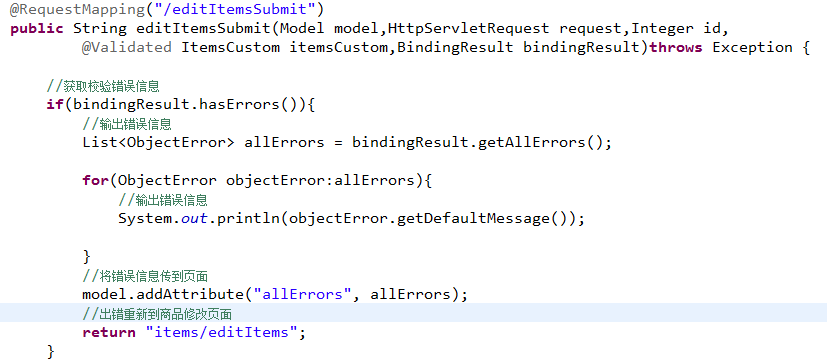 @RequestMapping("/editItemsSubmit")
public String editItemsSubmit(Model model,HttpServletRequest request,Integer id,
@Validated ItemsCustom itemsCustom,BindingResult bindingResult)throws Exception {
//获取校验错误信息
if(bindingResult.hasErrors()){
//输出错误信息
List<ObjectError> allErrors = bindingResult.getAllErrors();
for(ObjectError objectError:allErrors){
//输出错误信息
System.out.println(objectError.getDefaultMessage());
}
//将错误信息传到页面
model.addAttribute("allErrors", allErrors);
//出错重新到商品修改页面
return "items/editItems";
}